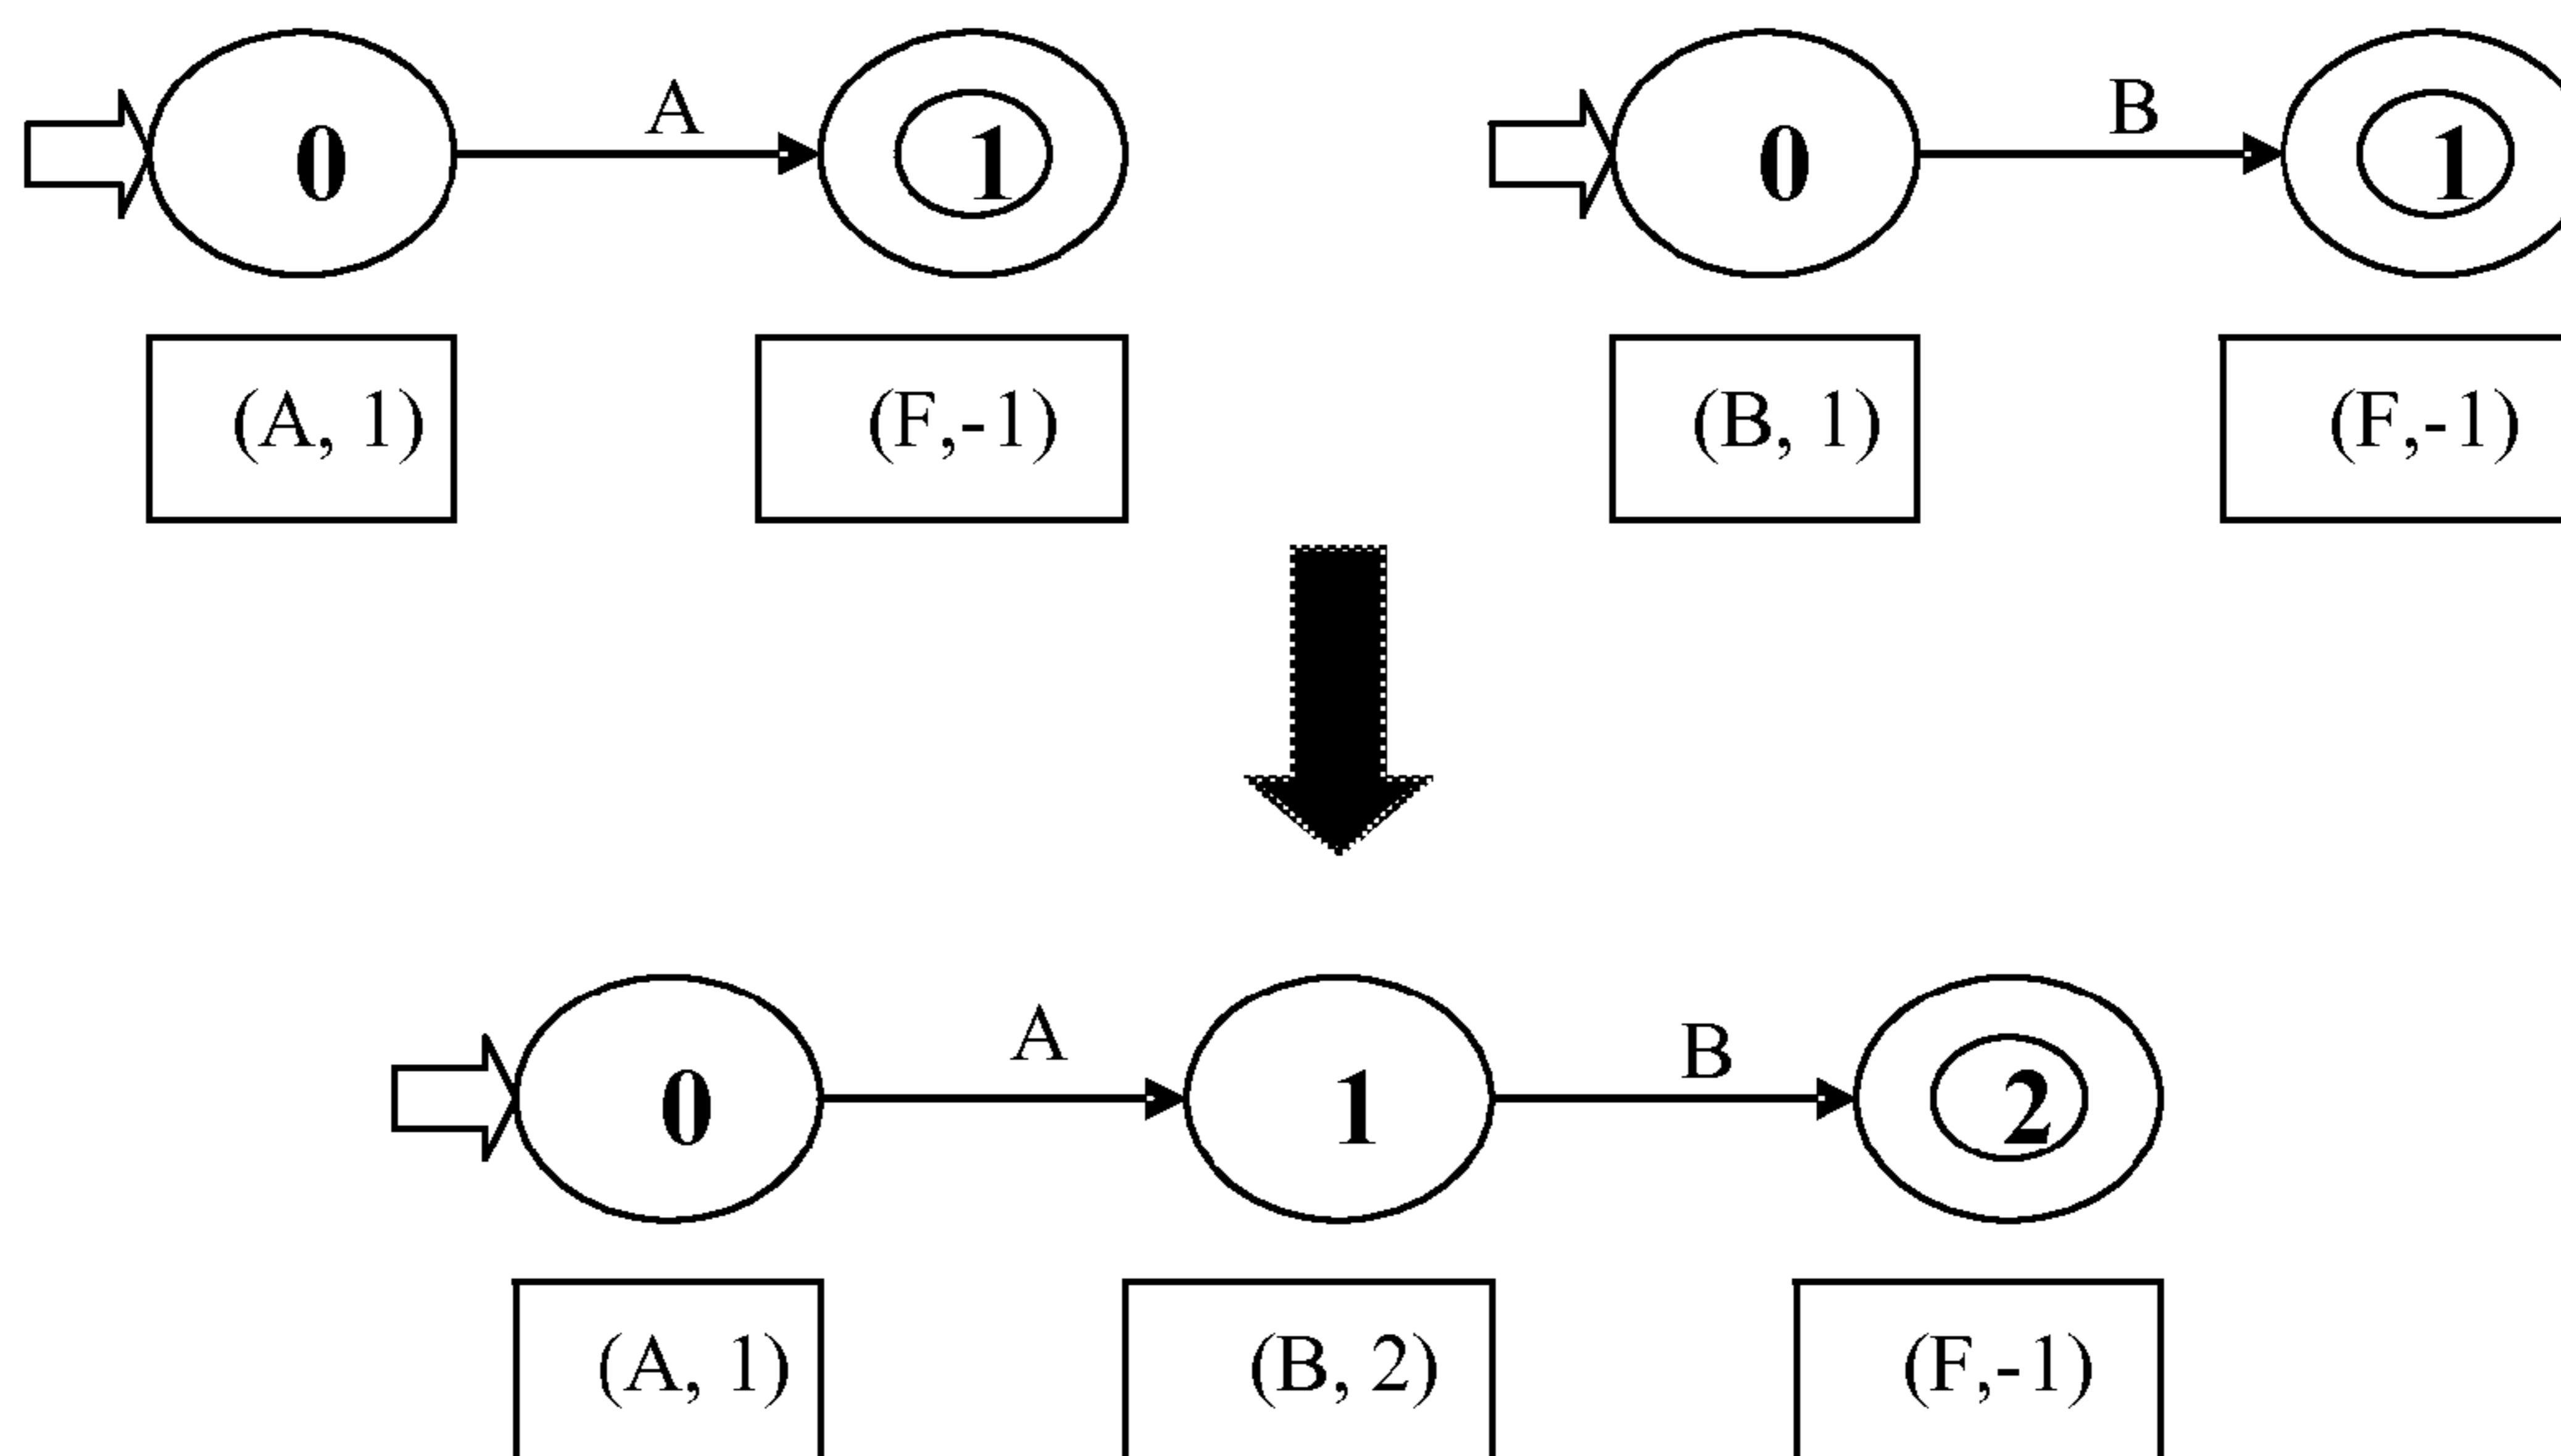 A B
0 1 0 1
(A, 1) (F,-1) (B, 1) (F,-1)
A B
0 1 2
(A, 1) (B, 2) (F,-1)